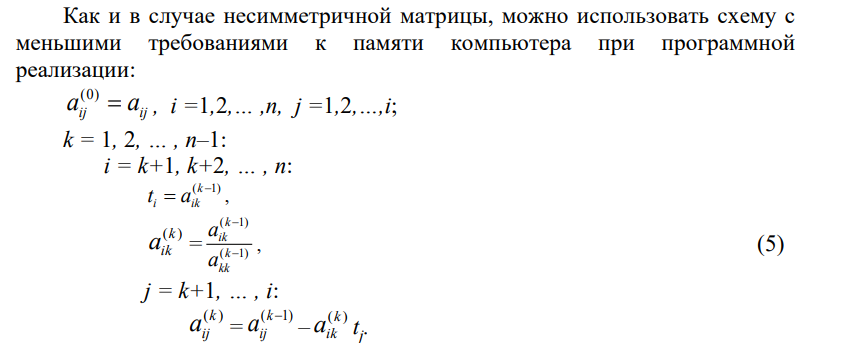 Как и в случае несимметричной матрицы, можно использовать схему с
меньшими требованиями к памяти компьютера при программной
реализации:
a_{ij}^{(0)} = a_{ij} , i =1,2,… ,n, j =1,2,…,i;
k = 1, 2, … , n–1:
i = k+1, k+2, … , n:
t_i = a_{ik}^{(k−1)} ,
a_{ik}^{(k)} = \frac{a_{ik}^{(k−1)}}{a_{kk}^{(k−1)}} , (5)
j = k+1, … , i:
a_{ij}^{(k)} = a_{ij}^{(k−1)} − a_{ik}^{(k)} t_j.